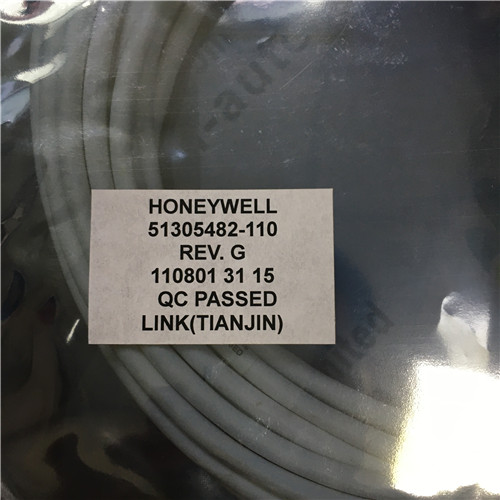 HONEYWELL
51305482-110
REV. G
110801 31 15
QC PASSED
LINK(TIANJIN)